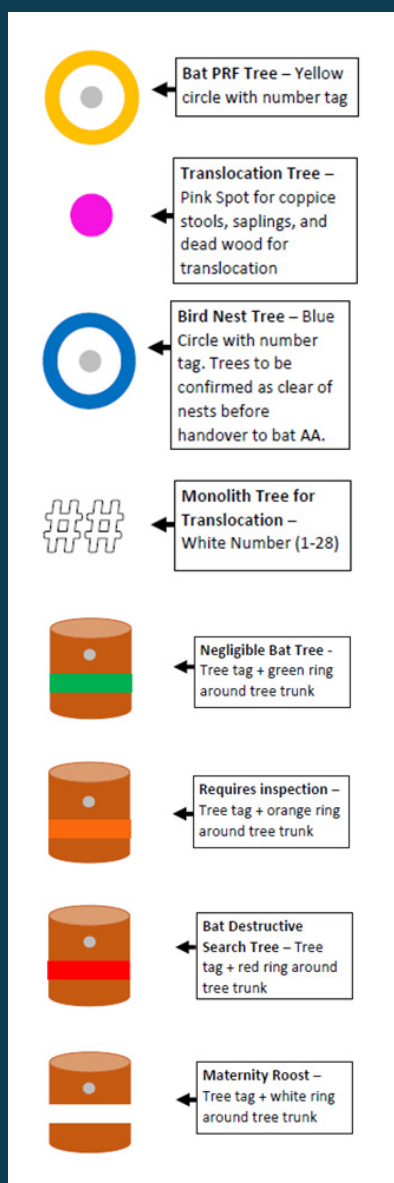 Bat PRF Tree – Yellow
circle with number tag
Translocation Tree –
Pink Spot for coppice
stools, saplings, and
dead wood for
translocation
Bird Nest Tree – Blue
Circle with number
tag. Trees to be
confirmed as clear of
nests before
handover to bat AA.
##
Monolith Tree for
Translocation –
White Number (1-28)
Negligible Bat Tree -
Tree tag + green ring
around tree trunk
Requires inspection –
Tree tag + orange ring
around tree trunk
Bat Destructive
Search Tree – Tree
tag + red ring around
tree trunk
Maternity Roost –
Tree tag + white ring
around tree trunk